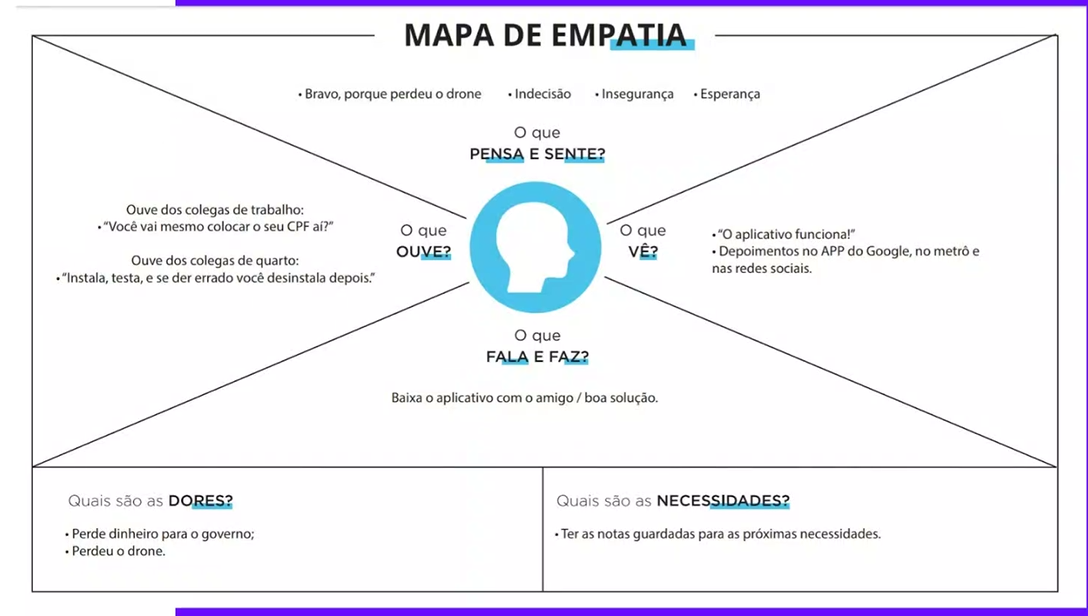 MAPA DE EMPATIA
• Bravo, porque perdeu o drone • Indecisão • Insegurança • Esperança
O que
PENSA E SENTE?
Ouve dos colegas de trabalho:
• “Você vai mesmo colocar o seu CPF aí?”
Ouve dos colegas de quarto:
• “Instala, testa, e se der errado você desinstala depois.”
O que
OUVE?
O que
VÊ?
• “O aplicativo funciona!”
• Depoimentos no APP do Google, no metrô e
nas redes sociais.
O que
FALA E FAZ?
Baixa o aplicativo com o amigo / boa solução.
Quais são as DORES?
• Perde dinheiro para o governo;
• Perdeu o drone.
Quais são as NECESSIDADES?
• Ter as notas guardadas para as próximas necessidades.